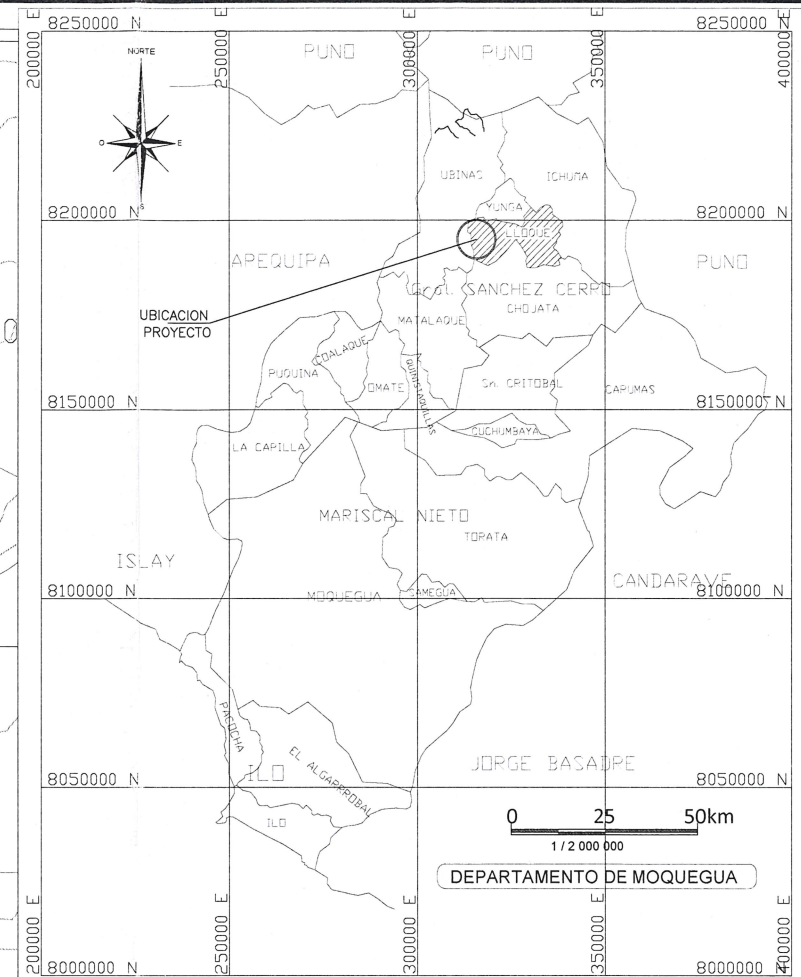 8250000 N
8250000 N
200000 E
250000 E
300000 E
350000 E
400000 E
NORTE
O
E
S
PUNO
PUNO
UBINAS
ICHUMA
YUNGA
8200000 N
8200000 N
LLOQUE
APEQUIPA
PUNO
Gral. SANCHEZ CERRO
CHOJATA
UBICACION
PROYECTO
MATALAQUE
COALAQUE
PUQUINA
OMATE
QUINISTAQUILLAS
Sn. CRITOBAL
CARUMAS
8150000 N
8150000 N
CUCHUMBAYA
LA CAPILLA
MARISCAL NIETO
TORATA
ISLAY
CANDARAVE
8100000 N
8100000 N
MOQUEGUA
SAMEGUA
PACOCHA
EL ALGARROBAL
ILO
JORGE BASADRE
8050000 N
8050000 N
ILO
0 25 50km
1 / 2 000 000
DEPARTAMENTO DE MOQUEGUA
200000 E
250000 E
300000 E
350000 E
400000 E
8000000 N
8000000 N